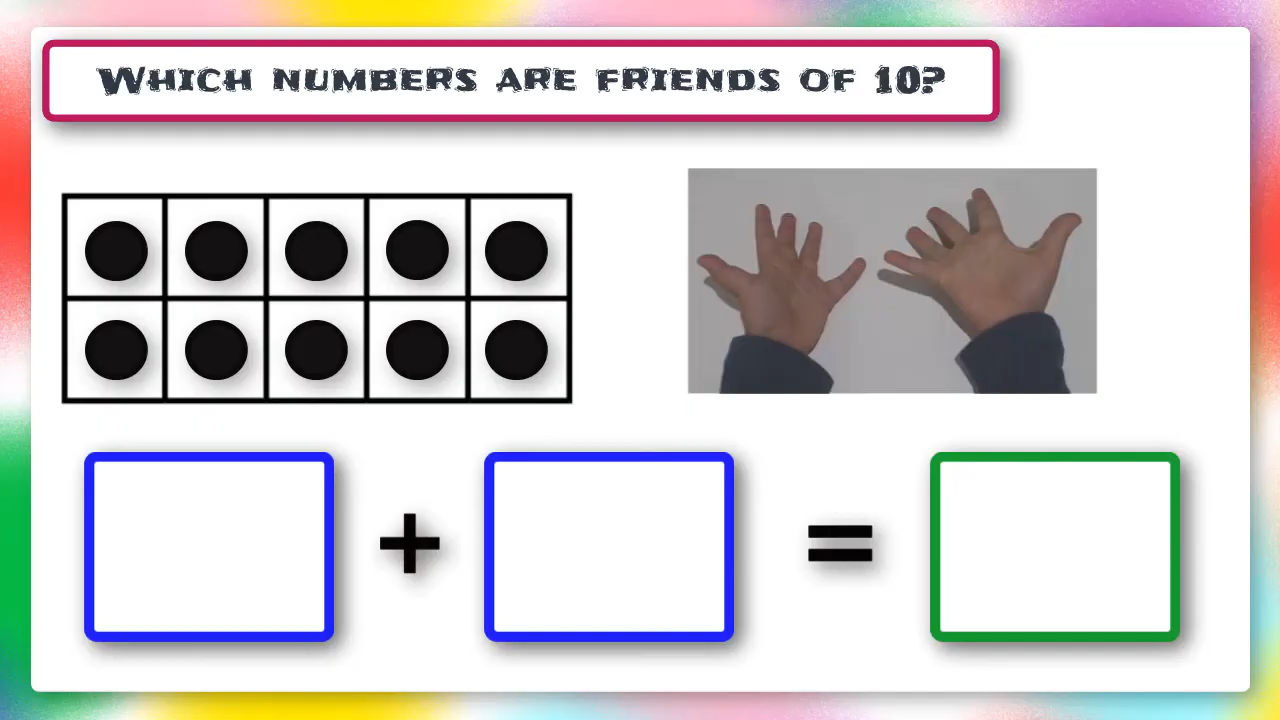 Which numbers are friends of 10?
+ =